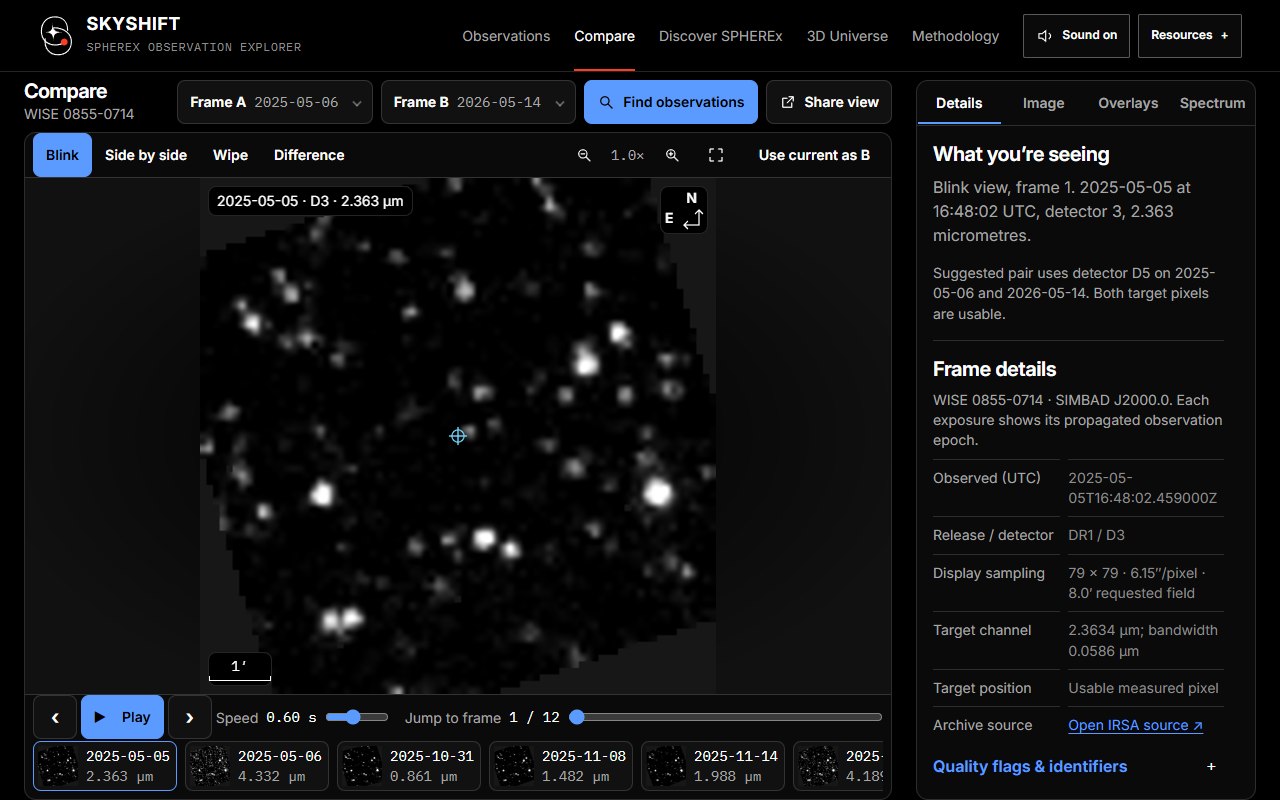 SKYSHIFT
SPHEREX OBSERVATION EXPLORER
Observations
Compare
Discover SPHEREx
3D Universe
Methodology
Sound on
Resources +
Compare
WISE 0855-0714
Frame A 2025-05-06
Frame B 2026-05-14
Find observations
Share view
Blink
Side by side
Wipe
Difference
1.0×
Use current as B
2025-05-05 · D3 · 2.363 µm
N
E
1′
‹
Play
›
Speed 0.60 s
Jump to frame 1 / 12
2025-05-05
2.363 µm
2025-05-06
4.332 µm
2025-10-31
0.861 µm
2025-11-08
1.482 µm
2025-11-14
1.988 µm
2025-
4.189
Details
Image
Overlays
Spectrum
What you’re seeing
Blink view, frame 1. 2025-05-05 at
16:48:02 UTC, detector 3, 2.363
micrometres.
Suggested pair uses detector D5 on 2025-
05-06 and 2026-05-14. Both target pixels
are usable.
Frame details
WISE 0855-0714 · SIMBAD J2000.0. Each
exposure shows its propagated observation
epoch.
Observed (UTC)
2025-05-
05T16:48:02.459000Z
Release / detector
DR1 / D3
Display sampling
79 × 79 · 6.15″/pixel ·
8.0′ requested field
Target channel
2.3634 µm; bandwidth
0.0586 µm
Target position
Usable measured pixel
Archive source
Open IRSA source ↗
Quality flags & identifiers +